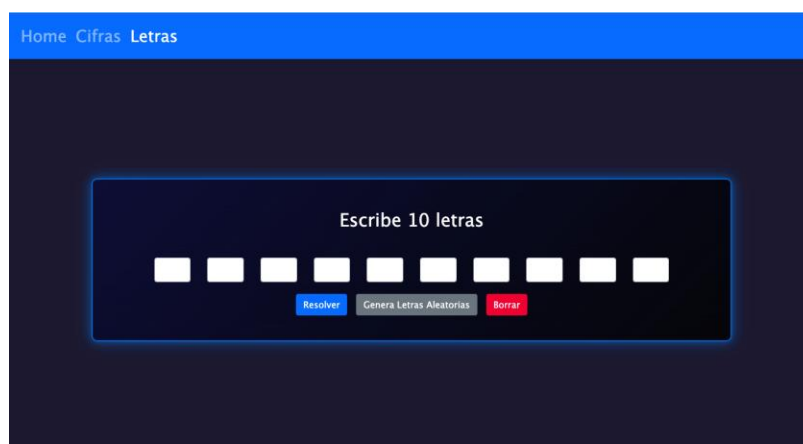 Home Cifras Letras
Escribe 10 letras
Resolver Genera Letras Aleatorias Borrar